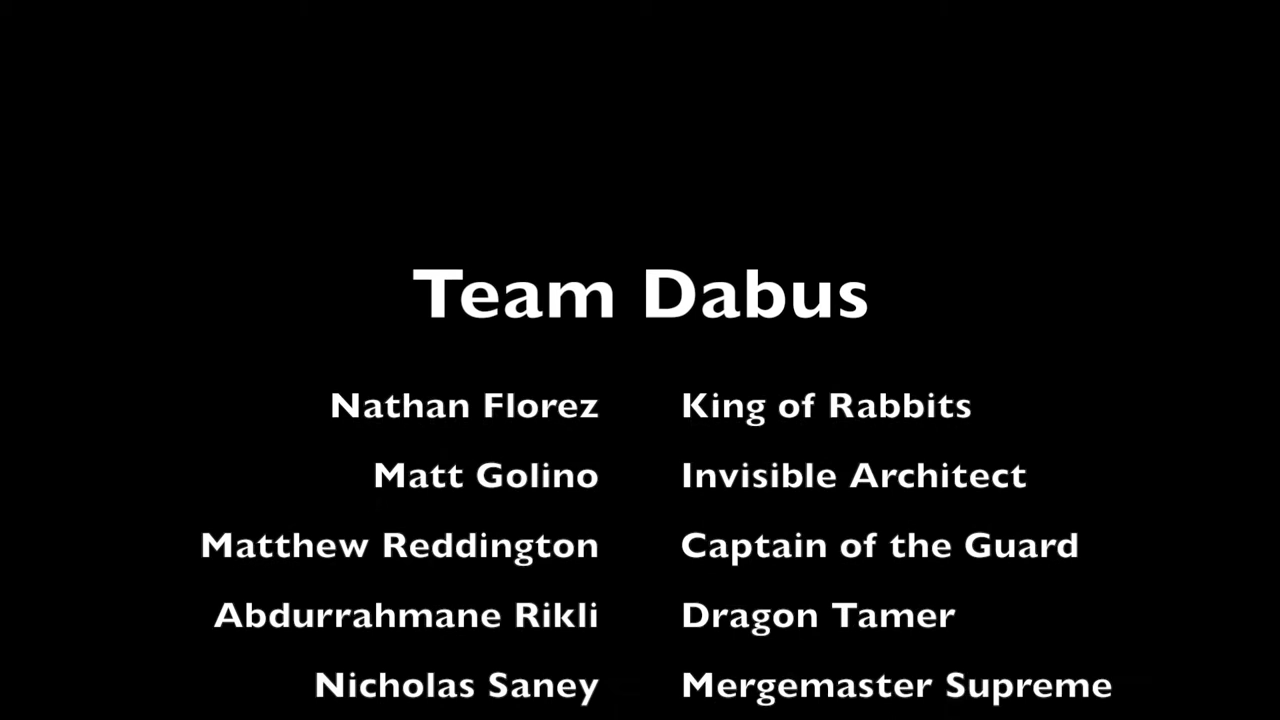 Team Dabus
Nathan Florez King of Rabbits
Matt Golino Invisible Architect
Matthew Reddington Captain of the Guard
Abdurrahmane Rikli Dragon Tamer
Nicholas Saney Mergemaster Supreme